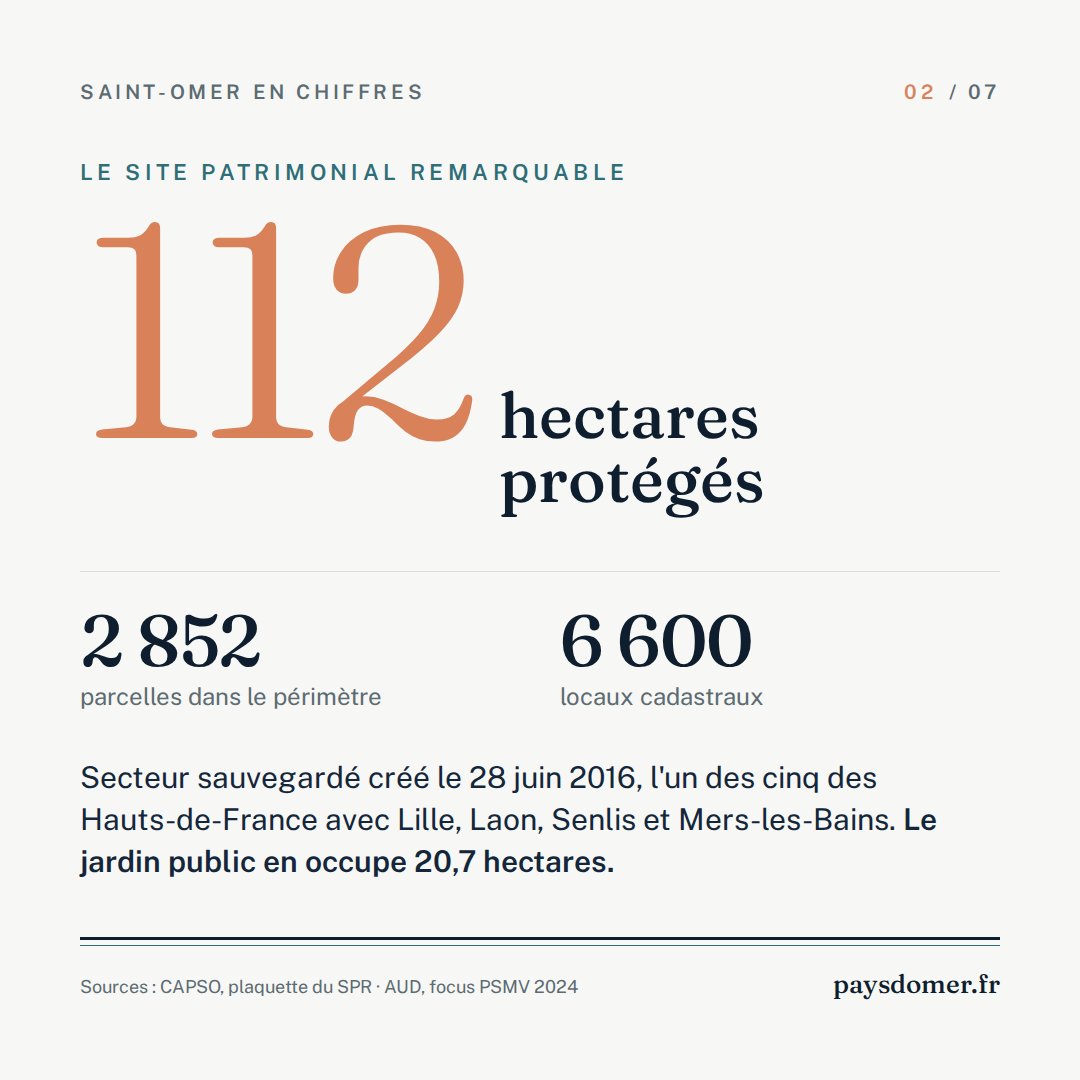 SAINT-OMER EN CHIFFRES
02 / 07
LE SITE PATRIMONIAL REMARQUABLE
112
hectares
protégés
2 852
parcelles dans le périmètre
6 600
locaux cadastraux
Secteur sauvegardé créé le 28 juin 2016, l'un des cinq des
Hauts-de-France avec Lille, Laon, Senlis et Mers-les-Bains. Le
jardin public en occupe 20,7 hectares.
Sources : CAPSO, plaquette du SPR · AUD, focus PSMV 2024
paysdomer.fr